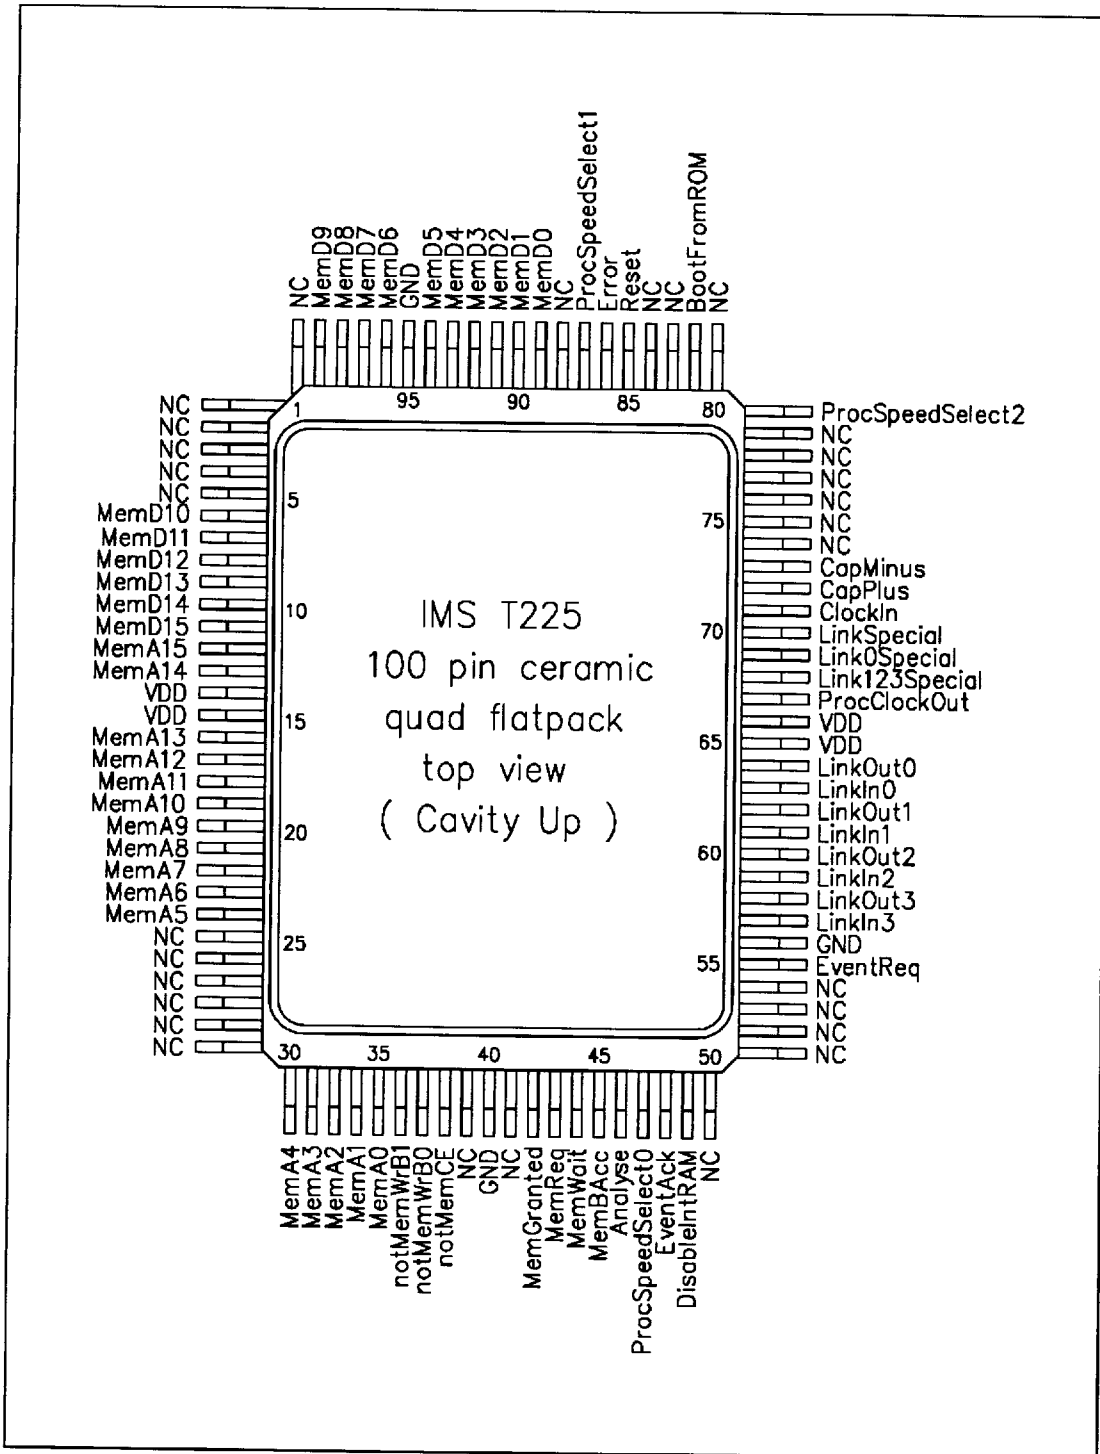 NC
MemD9
MemD8
MemD7
MemD6
GND
MemD5
MemD4
MemD3
MemD2
MemD1
MemD0
NC
ProcSpeedSelect1
Error
Reset
NC
NC
BootFromROM
NC
1
95
90
85
80
NC
NC
NC
NC
NC
MemD10
MemD11
MemD12
MemD13
MemD14
MemD15
MemA15
MemA14
VDD
VDD
MemA13
MemA12
MemA11
MemA10
MemA9
MemA8
MemA7
MemA6
MemA5
NC
NC
NC
NC
NC
NC
5
10
15
20
25
IMS T225
100 pin ceramic
quad flatpack
top view
( Cavity Up )
75
70
65
60
55
ProcSpeedSelect2
NC
NC
NC
NC
NC
NC
CapMinus
CapPlus
ClockIn
LinkSpecial
Link0Special
Link123Special
ProcClockOut
VDD
VDD
LinkOut0
LinkIn0
LinkOut1
LinkIn1
LinkOut2
LinkIn2
LinkOut3
LinkIn3
GND
EventReq
NC
NC
NC
NC
30
35
40
45
50
MemA4
MemA3
MemA2
MemA1
MemA0
notMemWrB1
notMemWrB0
notMemCE
NC
GND
NC
MemGranted
MemReq
MemWait
MemBAcc
Analyse
ProcSpeedSelect0
EventAck
DisableIntRAM
NC